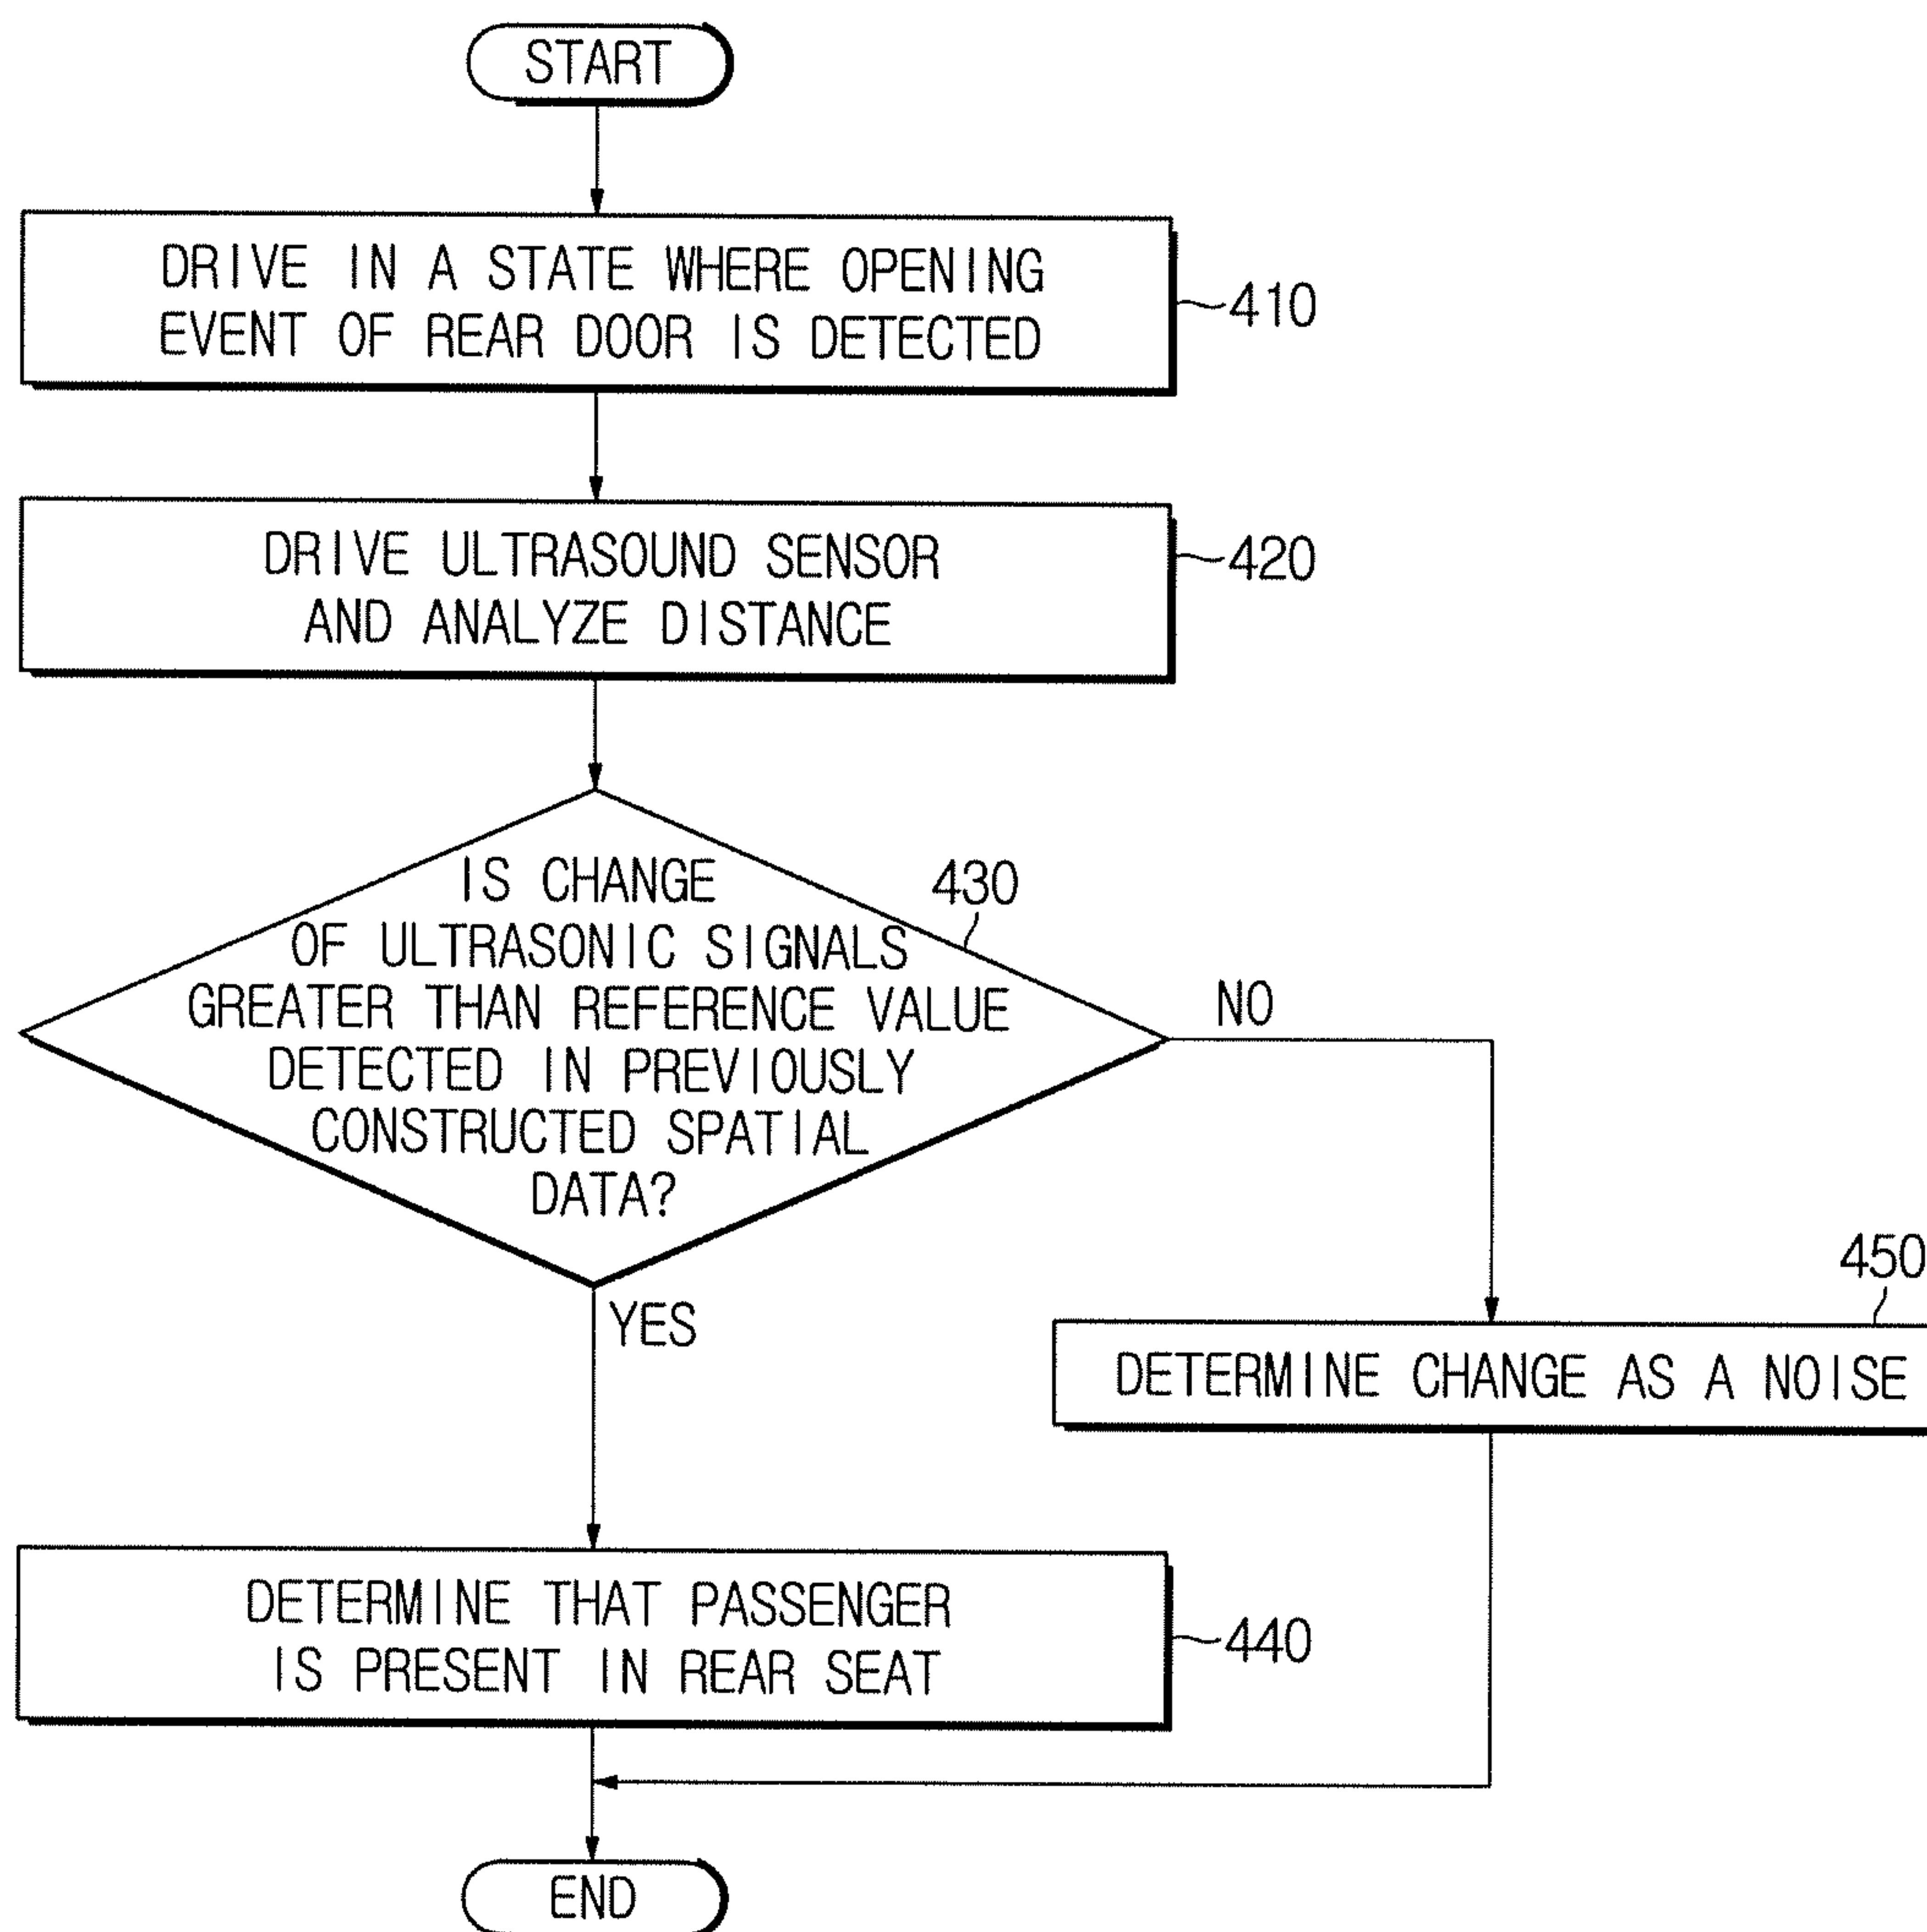 START
DRIVE IN A STATE WHERE OPENING
EVENT OF REAR DOOR IS DETECTED
410
DRIVE ULTRASOUND SENSOR
AND ANALYZE DISTANCE
420
IS CHANGE
OF ULTRASONIC SIGNALS
GREATER THAN REFERENCE VALUE
DETECTED IN PREVIOUSLY
CONSTRUCTED SPATIAL
DATA?
430
NO
YES
450
DETERMINE CHANGE AS A NOISE
DETERMINE THAT PASSENGER
IS PRESENT IN REAR SEAT
440
END